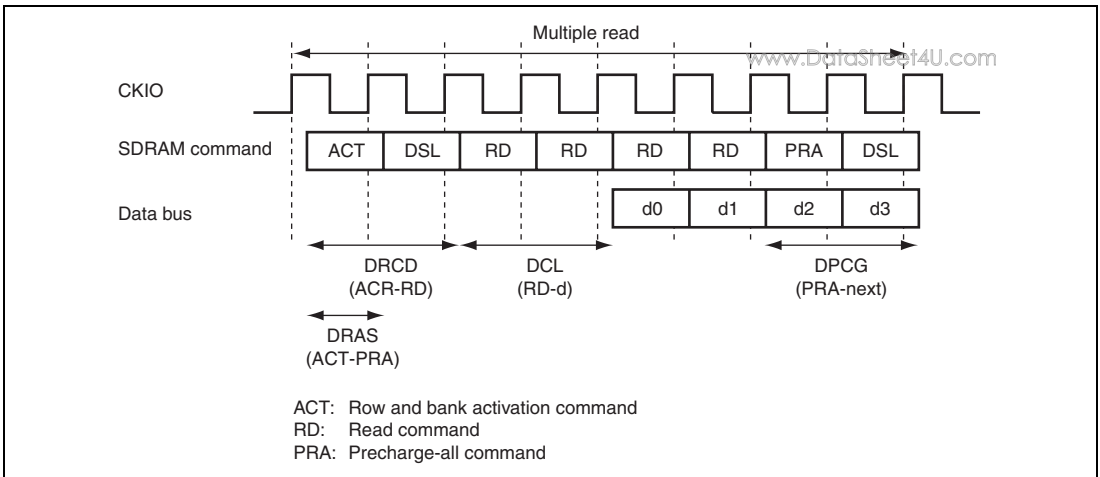 Multiple read
www.DataSheet4U.com
CKIO
SDRAM command
ACT DSL RD RD RD RD PRA DSL
Data bus
d0 d1 d2 d3
DRCD DCL DPCG
(ACR-RD) (RD-d) (PRA-next)
DRAS
(ACT-PRA)
ACT: Row and bank activation command
RD: Read command
PRA: Precharge-all command